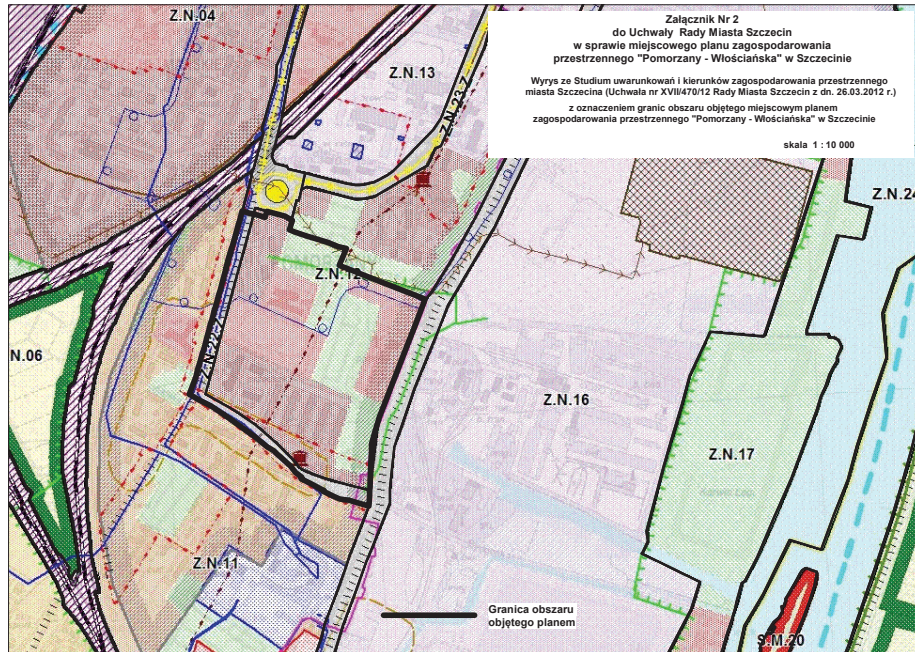 Załącznik Nr 2
do Uchwały Rady Miasta Szczecin
w sprawie miejscowego planu zagospodarowania
przestrzennego "Pomorzany - Włościańska" w Szczecinie
Wyrys ze Studium uwarunkowań i kierunków zagospodarowania przestrzennego
miasta Szczecina (Uchwała nr XVII/470/12 Rady Miasta Szczecin z dn. 26.03.2012 r.)
z oznaczeniem granic obszaru objętego miejscowym planem
zagospodarowania przestrzennego "Pomorzany - Włościańska" w Szczecinie
skala 1 : 10 000
Z.N.04
Z.N.13
Z.N.23.Z
Z.N.24
Z.N.12
Z.N.22.Z
N.06
Z.N.16
Z.N.17
Z.N.11
Granica obszaru
objętego planem
S.M.20